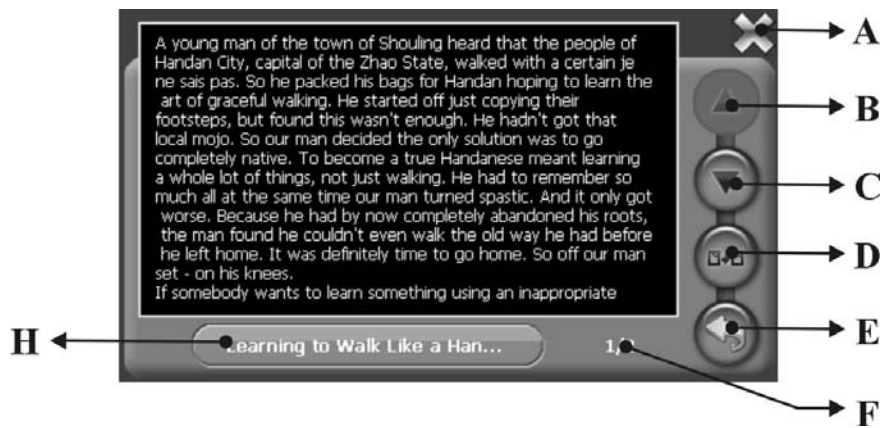 A young man of the town of Shouling heard that the people of
Handan City, capital of the Zhao State, walked with a certain je
ne sais pas. So he packed his bags for Handan hoping to learn the
art of graceful walking. He started off just copying their
footsteps, but found this wasn't enough. He hadn't got that
local mojo. So our man decided the only solution was to go
completely native. To become a true Handanese meant learning
a whole lot of things, not just walking. He had to remember so
much all at the same time our man turned spastic. And it only got
worse. Because he had by now completely abandoned his roots,
the man found he couldn't even walk the old way he had before
he left home. It was definitely time to go home. So off our man
set - on his knees.
If somebody wants to learn something using an inappropriate
Learning to Walk Like a Han...
1/
A
B
C
D
E
F
H